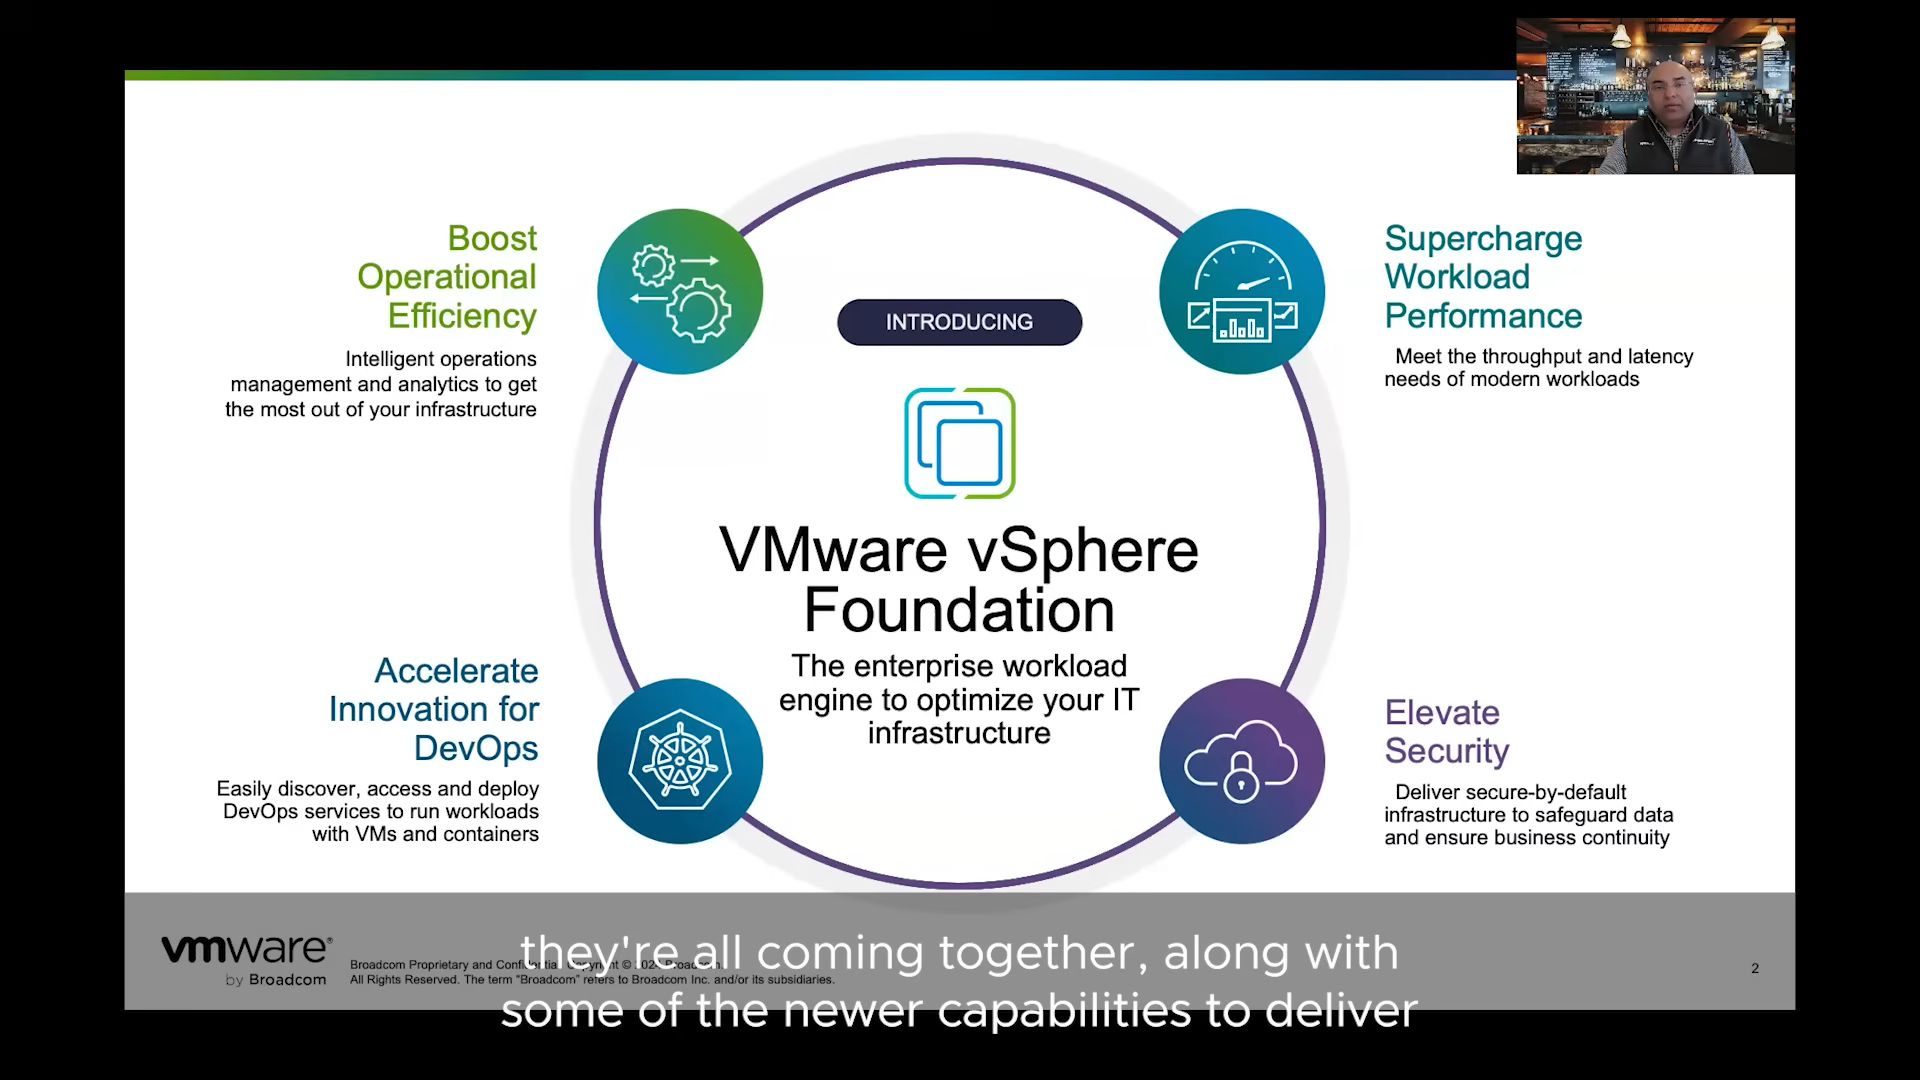 Boost
Operational
Efficiency
Intelligent operations
management and analytics to get
the most out of your infrastructure
INTRODUCING
VMware vSphere
Foundation
The enterprise workload
engine to optimize your IT
infrastructure
Supercharge
Workload
Performance
Meet the throughput and latency
needs of modern workloads
Accelerate
Innovation for
DevOps
Easily discover, access and deploy
DevOps services to run workloads
with VMs and containers
Elevate
Security
Deliver secure-by-default
infrastructure to safeguard data
and ensure business continuity
vmware®
by Broadcom
Broadcom Proprietary and Confidential. Copyright © Broadcom.
All Rights Reserved. The term “Broadcom” refers to Broadcom Inc. and/or its subsidiaries.
2
they're all coming together, along with
some of the newer capabilities to deliver